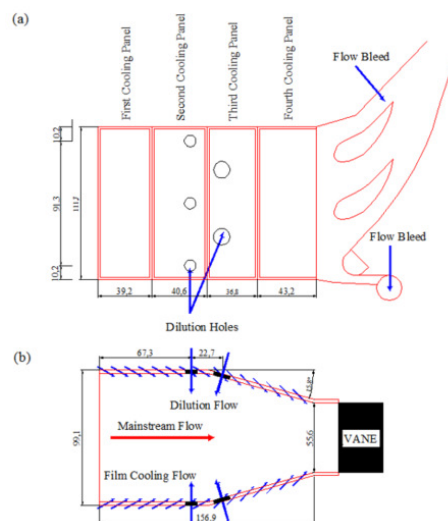 (a)
First Cooling Panel
Second Cooling Panel
Third Cooling Panel
Fourth Cooling Panel
Flow Bleed
10,2
91,3
111,2
10,2
Flow Bleed
39,2
40,6
36,8
43,2
Dilution Holes
(b)
67,3
22,7
Dilution Flow
99,1
Mainstream Flow
55,6
VANE
Film Cooling Flow
156,9